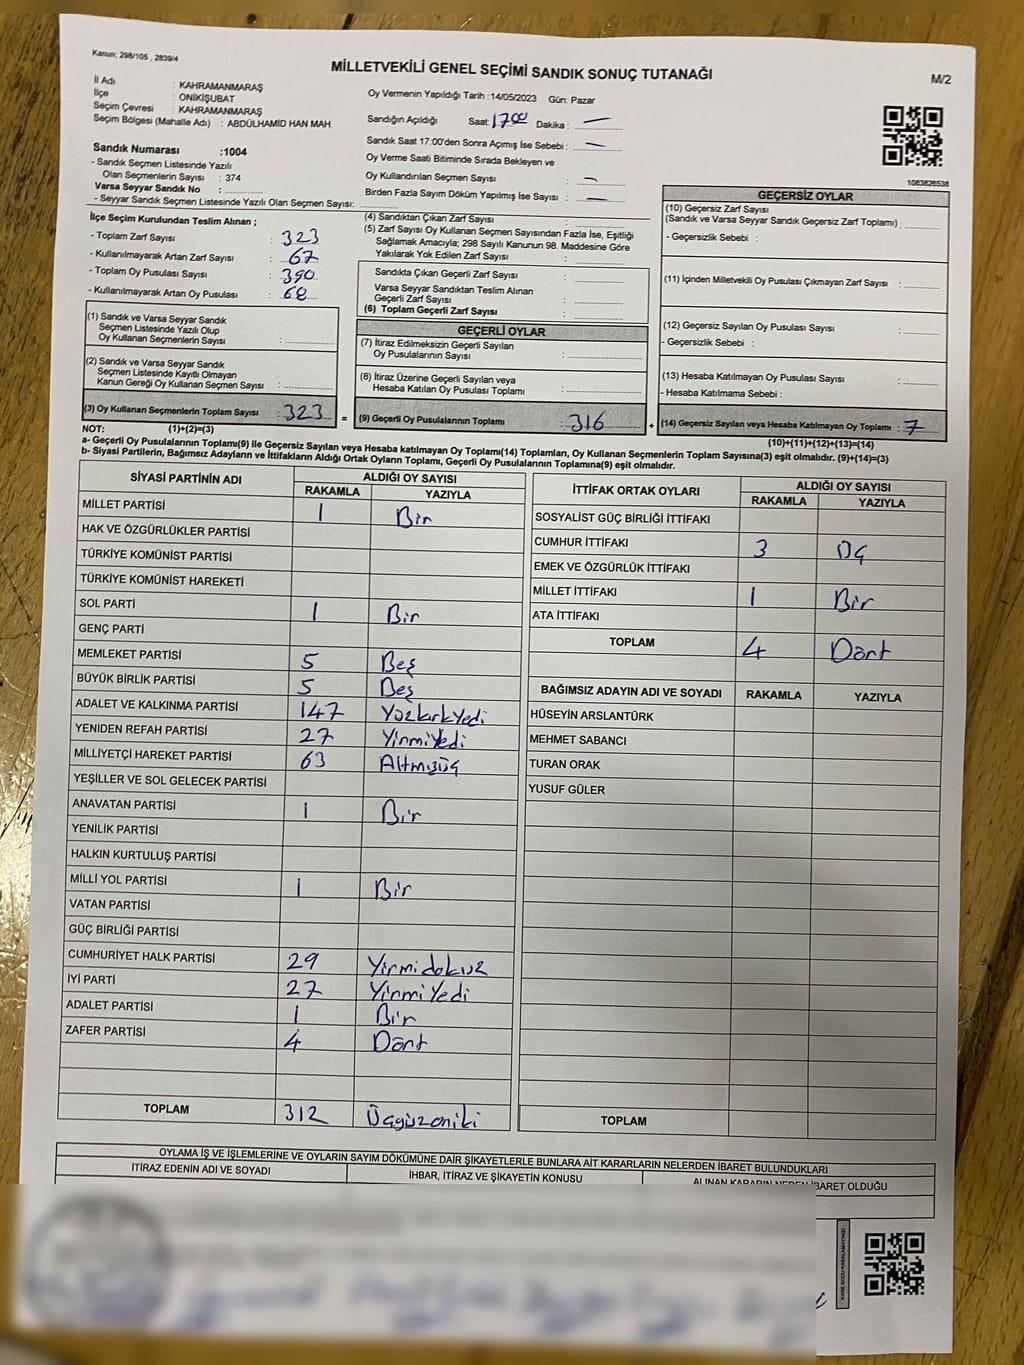 Kanun; 298/105 , 2839/4
MİLLETVEKİLİ GENEL SEÇİMİ SANDIK SONUÇ TUTANAĞI
M/2
İl Adı : KAHRAMANMARAŞ
İlçe : ONİKİŞUBAT
Seçim Çevresi : KAHRAMANMARAŞ
Seçim Bölgesi (Mahalle Adı) : ABDÜLHAMİD HAN MAH.
Sandık Numarası :1004
- Sandık Seçmen Listesinde Yazılı
Olan Seçmenlerin Sayısı : 374
Varsa Seyyar Sandık No :
- Seyyar Sandık Seçmen Listesinde Yazılı Olan Seçmen Sayısı:
Oy Vermenin Yapıldığı Tarih :14/05/2023 Gün: Pazar
Sandığın Açıldığı Saat: 17 00 Dakika : —
Sandık Saat 17:00'den Sonra Açılmış İse Sebebi : —
Oy Verme Saati Bitiminde Sırada Bekleyen ve
Oy Kullandırılan Seçmen Sayısı : —
Birden Fazla Sayım Döküm Yapılmış İse Sayısı : —
1083826538
İlçe Seçim Kurulundan Teslim Alınan ;
- Toplam Zarf Sayısı : 323
- Kullanılmayarak Artan Zarf Sayısı : 67
- Toplam Oy Pusulası Sayısı : 390
- Kullanılmayarak Artan Oy Pusulası : 68
(1) Sandık ve Varsa Seyyar Sandık
Seçmen Listesinde Yazılı Olup
Oy Kullanan Seçmenlerin Sayısı :
(2) Sandık ve Varsa Seyyar Sandık
Seçmen Listesinde Kayıtlı Olmayan
Kanun Gereği Oy Kullanan Seçmen Sayısı :
(3) Oy Kullanan Seçmenlerin Toplam Sayısı : 323 =
(4) Sandıktan Çıkan Zarf Sayısı :
(5) Zarf Sayısı Oy Kullanan Seçmen Sayısından Fazla İse, Eşitliği
Sağlamak Amacıyla; 298 Sayılı Kanunun 98. Maddesine Göre
Yakılarak Yok Edilen Zarf Sayısı :
Sandıkta Çıkan Geçerli Zarf Sayısı :
Varsa Seyyar Sandıktan Teslim Alınan
Geçerli Zarf Sayısı :
(6) Toplam Geçerli Zarf Sayısı :
GEÇERLİ OYLAR
(7) İtiraz Edilmeksizin Geçerli Sayılan
Oy Pusulalarının Sayısı :
(8) İtiraz Üzerine Geçerli Sayılan veya
Hesaba Katılan Oy Pusulası Toplamı :
(9) Geçerli Oy Pusulalarının Toplamı : 316 +
GEÇERSİZ OYLAR
(10) Geçersiz Zarf Sayısı
(Sandık ve Varsa Seyyar Sandık Geçersiz Zarf Toplamı) :
- Geçersizlik Sebebi :
(11) İçinden Milletvekili Oy Pusulası Çıkmayan Zarf Sayısı :
(12) Geçersiz Sayılan Oy Pusulası Sayısı :
- Geçersizlik Sebebi :
(13) Hesaba Katılmayan Oy Pusulası Sayısı :
- Hesaba Katılmama Sebebi :
(14) Geçersiz Sayılan veya Hesaba Katılmayan Oy Toplamı : 7
NOT: (1)+(2)=(3)
(10)+(11)+(12)+(13)=(14)
a- Geçerli Oy Pusulalarının Toplamı(9) ile Geçersiz Sayılan veya Hesaba katılmayan Oy Toplamı(14) Toplamları, Oy Kullanan Seçmenlerin Toplam Sayısına(3) eşit olmalıdır. (9)+(14)=(3)
b- Siyasi Partilerin, Bağımsız Adayların ve İttifakların Aldığı Ortak Oyların Toplamı, Geçerli Oy Pusulalarının Toplamına(9) eşit olmalıdır.
SİYASİ PARTİNİN ADI ALDIĞI OY SAYISI
RAKAMLA YAZIYLA
MİLLET PARTİSİ 1 Bir
HAK VE ÖZGÜRLÜKLER PARTİSİ
TÜRKİYE KOMÜNİST PARTİSİ
TÜRKİYE KOMÜNİST HAREKETİ
SOL PARTİ 1 Bir
GENÇ PARTİ
MEMLEKET PARTİSİ 5 Beş
BÜYÜK BİRLİK PARTİSİ 5 Beş
ADALET VE KALKINMA PARTİSİ 147 Yüzkırkyedi
YENİDEN REFAH PARTİSİ 27 YirmiYedi
MİLLİYETÇİ HAREKET PARTİSİ 63 Altmışüç
YEŞİLLER VE SOL GELECEK PARTİSİ
ANAVATAN PARTİSİ 1 Bir
YENİLİK PARTİSİ
HALKIN KURTULUŞ PARTİSİ
MİLLİ YOL PARTİSİ 1 Bir
VATAN PARTİSİ
GÜÇ BİRLİĞİ PARTİSİ
CUMHURİYET HALK PARTİSİ 29 Yirmidokuz
İYİ PARTİ 27 YirmiYedi
ADALET PARTİSİ 1 Bir
ZAFER PARTİSİ 4 Dört
TOPLAM 312 Üçyüzoniki
İTTİFAK ORTAK OYLARI ALDIĞI OY SAYISI
RAKAMLA YAZIYLA
SOSYALİST GÜÇ BİRLİĞİ İTTİFAKI
CUMHUR İTTİFAKI 3 Üç
EMEK VE ÖZGÜRLÜK İTTİFAKI
MİLLET İTTİFAKI 1 Bir
ATA İTTİFAKI
TOPLAM 4 Dört
BAĞIMSIZ ADAYIN ADI VE SOYADI RAKAMLA YAZIYLA
HÜSEYİN ARSLANTÜRK
MEHMET SABANCI
TURAN ORAK
YUSUF GÜLER
TOPLAM
OYLAMA İŞ VE İŞLEMLERİNE VE OYLARIN SAYIM DÖKÜMÜNE DAİR ŞİKAYETLERLE BUNLARA AİT KARARLARIN NELERDEN İBARET BULUNDUKLARI
İTİRAZ EDENİN ADI VE SOYADI İHBAR, İTİRAZ VE ŞİKAYETİN KONUSU ALINAN KARARIN NEDEN İBARET OLDUĞU